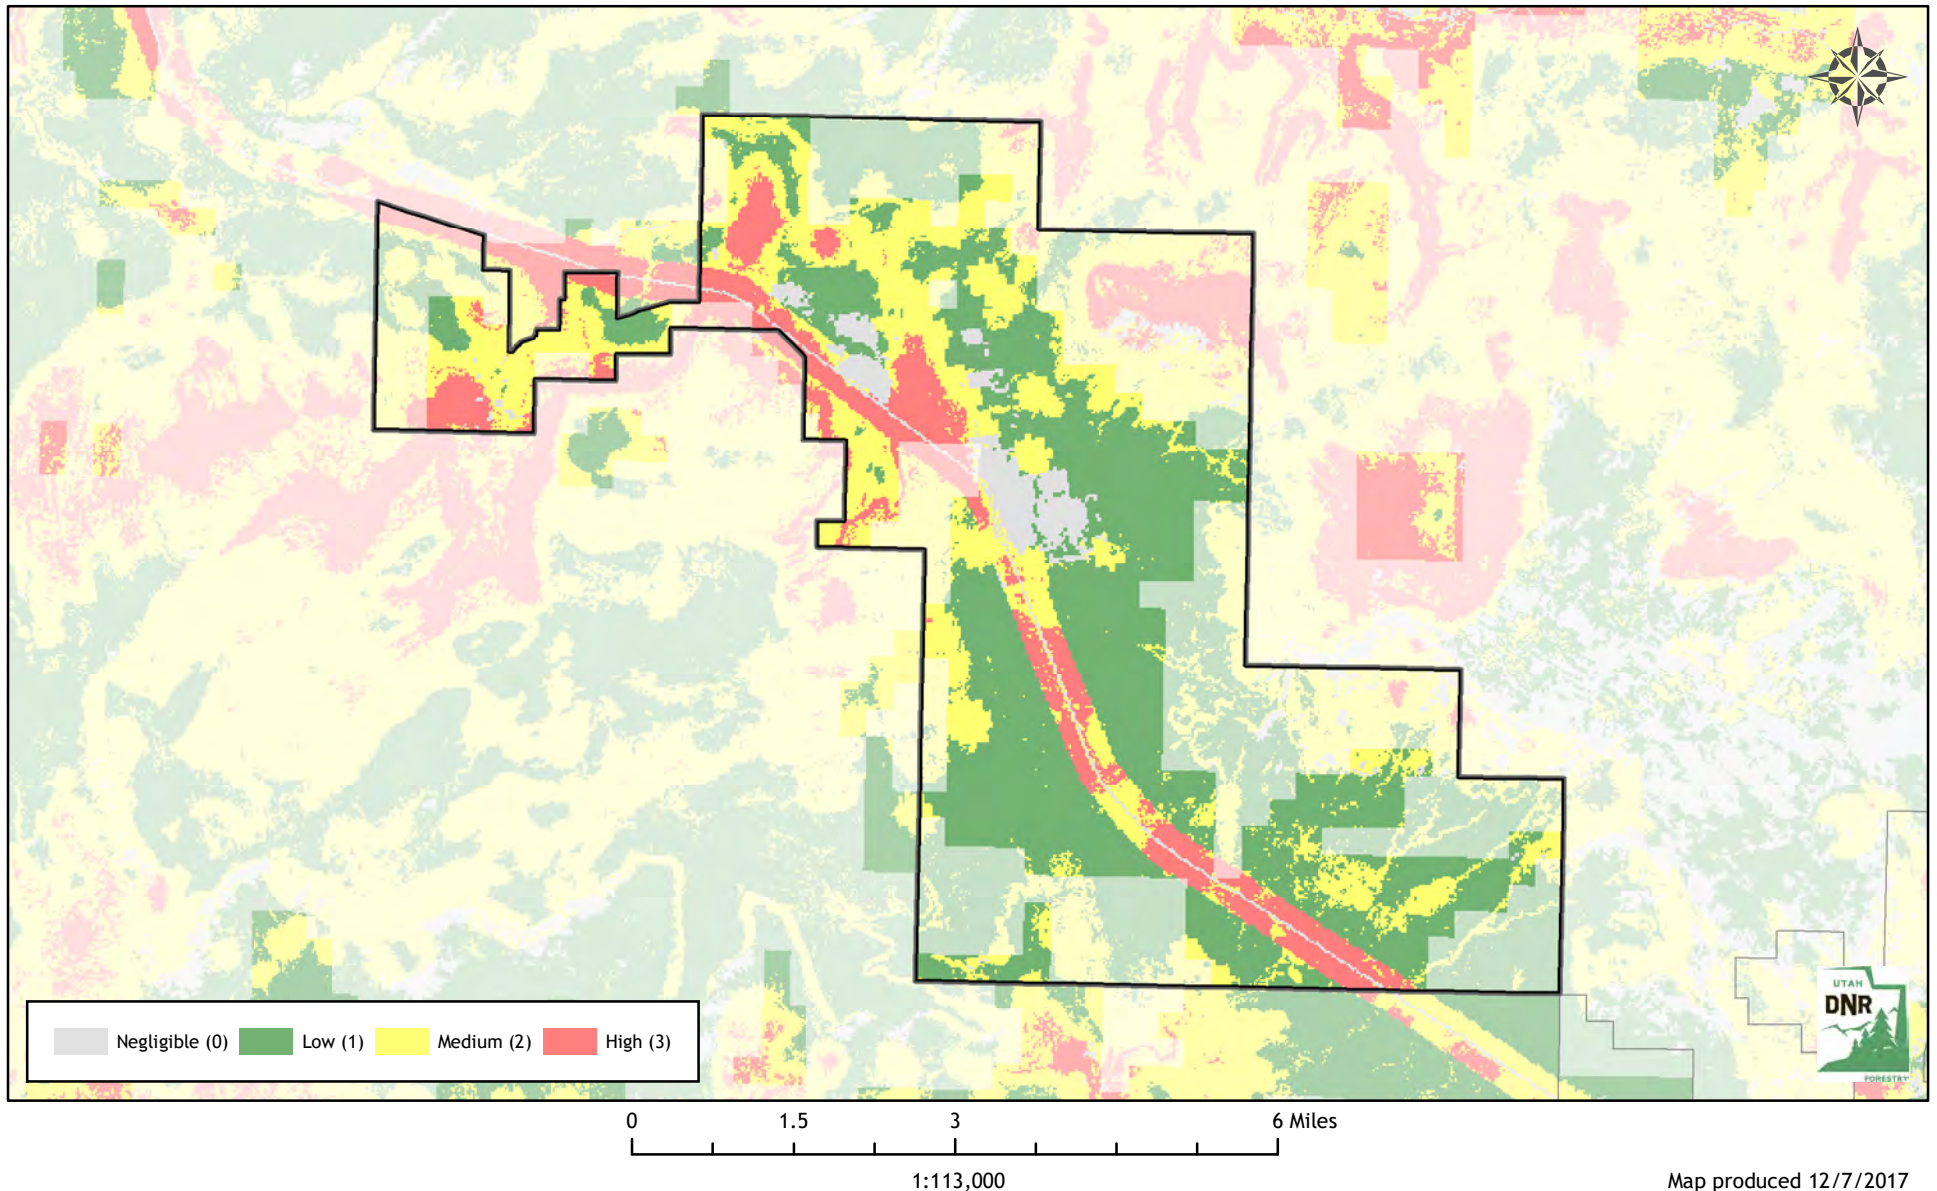 Negligible (0) Low (1) Medium (2) High (3)
UTAH
DNR
FORESTRY
0 1.5 3 6 Miles
1:113,000
Map produced 12/7/2017